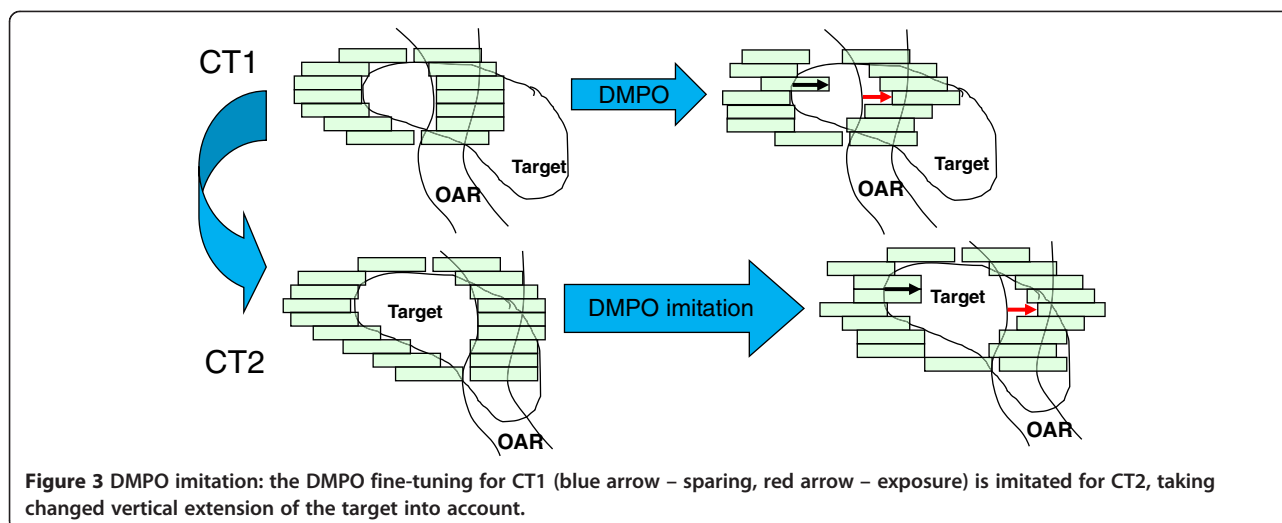 CT1
DMPO
Target
OAR
Target
OAR
CT2
Target
DMPO imitation
Target
OAR
OAR
Figure 3 DMPO imitation: the DMPO fine-tuning for CT1 (blue arrow – sparing, red arrow – exposure) is imitated for CT2, taking
changed vertical extension of the target into account.